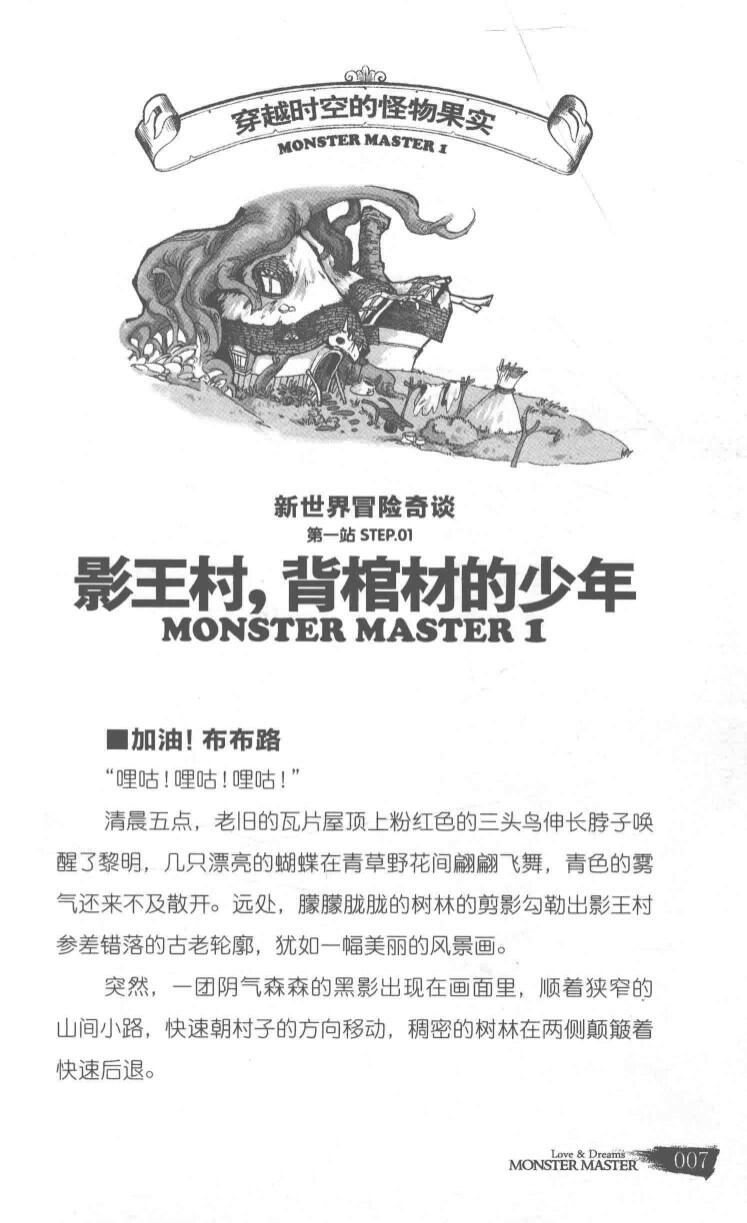 穿越时空的怪物果实
MONSTER MASTER 1
新世界冒险奇谈
第一站 STEP.01
影王村，背棺材的少年
MONSTER MASTER 1
■加油！布布路
“哩咕！哩咕！哩咕！”
清晨五点，老旧的瓦片屋顶上粉红色的三头鸟伸长脖子唤
醒了黎明，几只漂亮的蝴蝶在青草野花间翩翩飞舞，青色的雾
气还来不及散开。远处，朦朦胧胧的树林的剪影勾勒出影王村
参差错落的古老轮廓，犹如一幅美丽的风景画。
突然，一团阴气森森的黑影出现在画面里，顺着狭窄的
山间小路，快速朝村子的方向移动，稠密的树林在两侧颠簸着
快速后退。
Love & Dreams
MONSTER MASTER 007